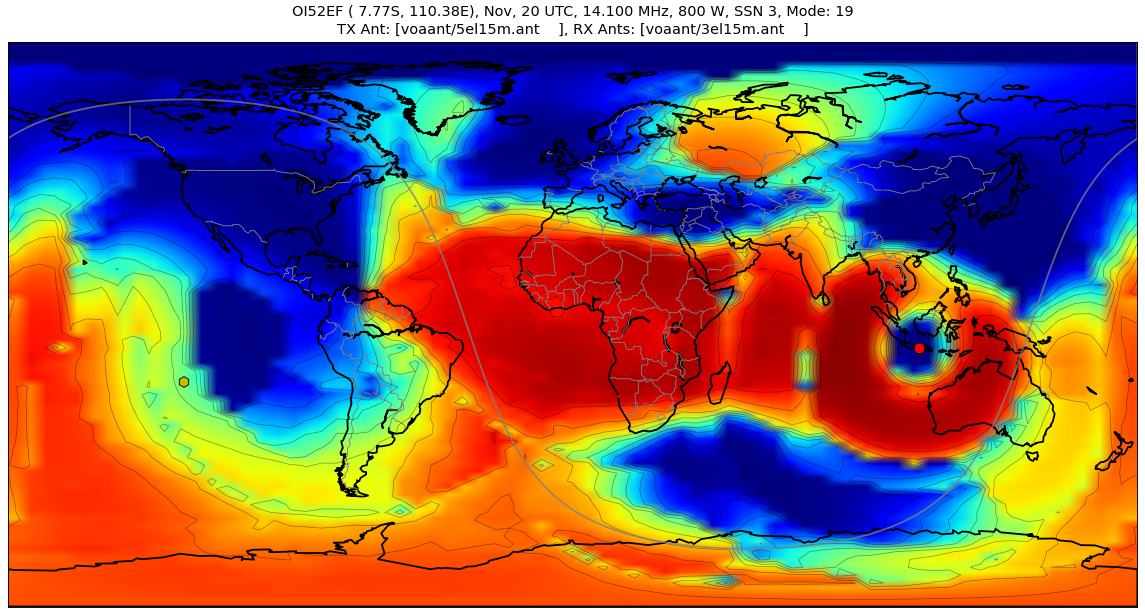 OI52EF ( 7.77S, 110.38E), Nov, 20 UTC, 14.100 MHz, 800 W, SSN 3, Mode: 19
TX Ant: [voaant/5el15m.ant    ], RX Ants: [voaant/3el15m.ant    ]